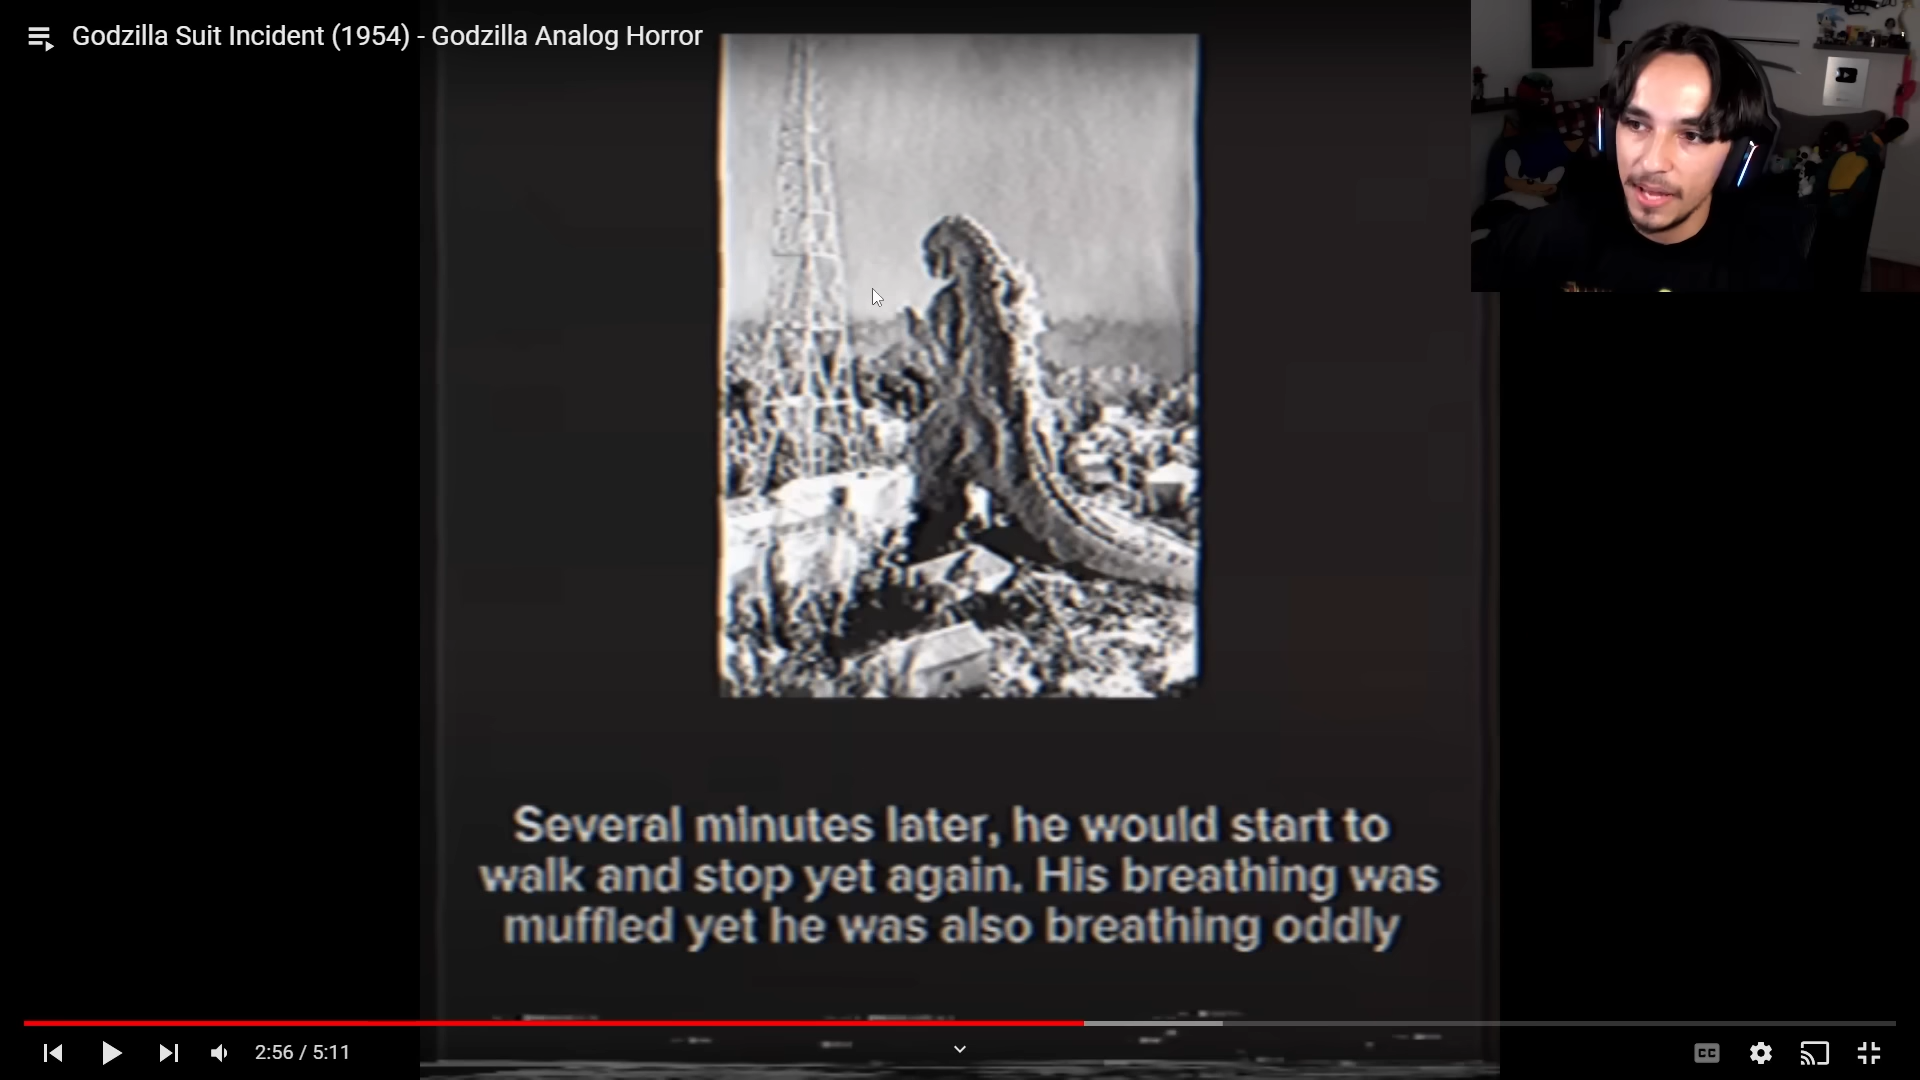 Godzilla Suit Incident (1954) - Godzilla Analog Horror
Several minutes later, he would start to
walk and stop yet again. His breathing was
muffled yet he was also breathing oddly
2:56 / 5:11
CC